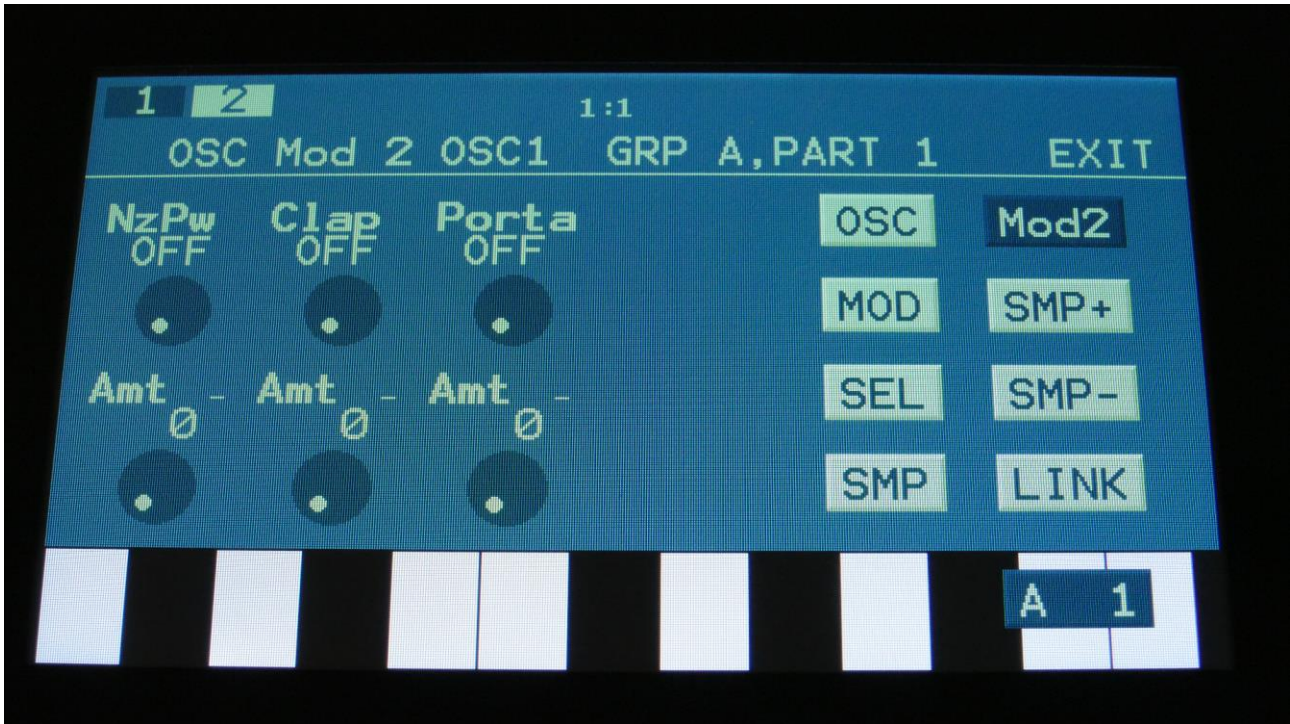 1 2 1:1
OSC Mod 2 OSC1 GRP A,PART 1 EXIT
NzPw Clap Porta OSC Mod2
OFF OFF OFF
MOD SMP+
Amt - Amt - Amt - SEL SMP-
0 0 0
SMP LINK
A 1